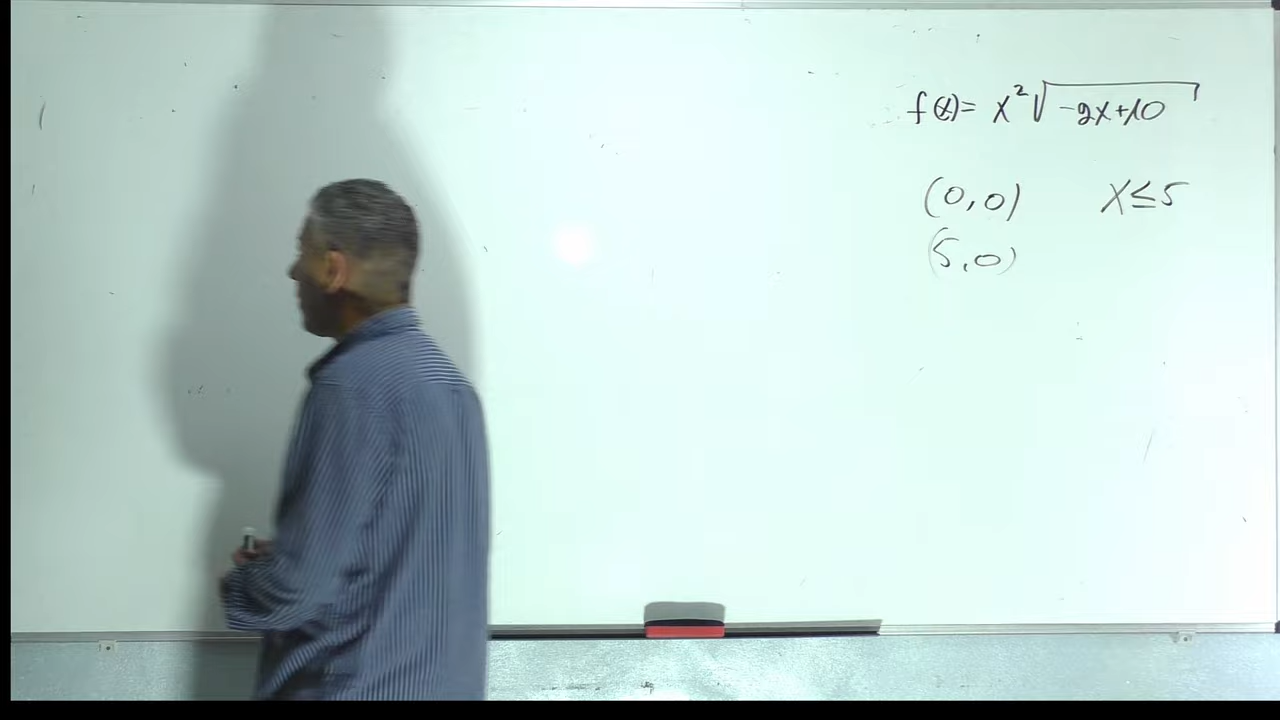 f(x)= x²√-2x+10
(0,0) x≤5
(5,0)